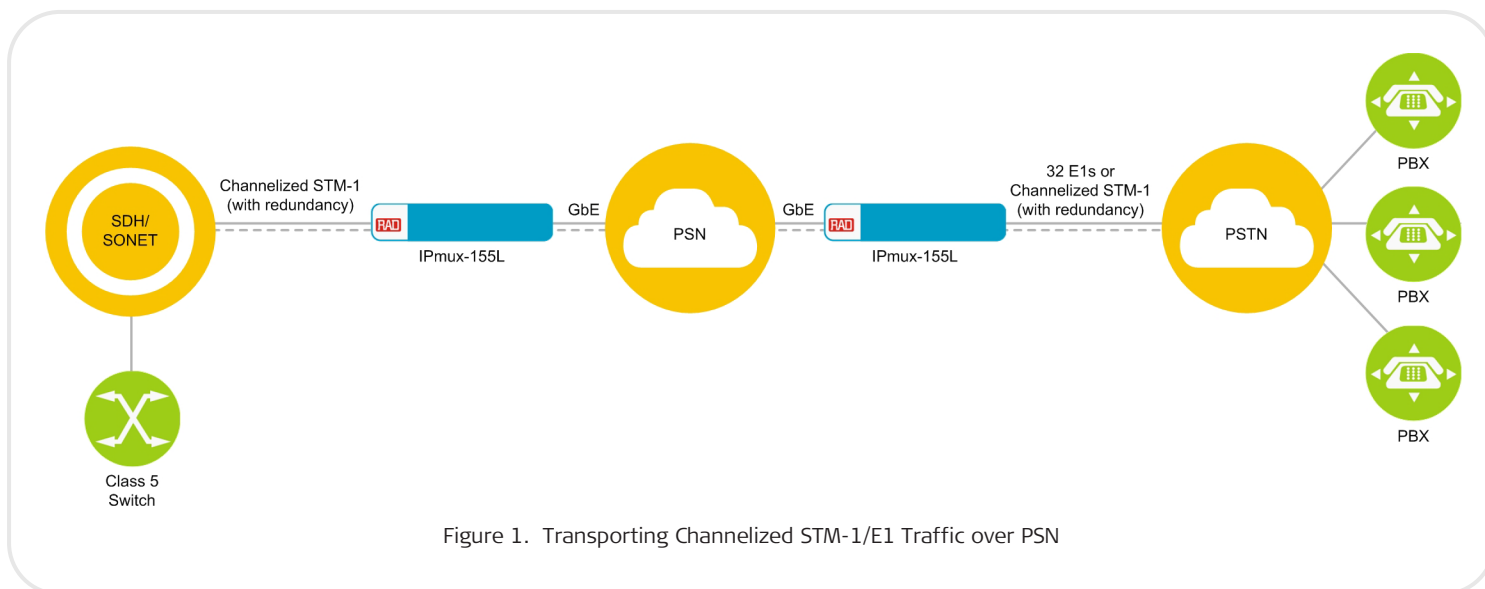 SDH/
SONET
Channelized STM-1
(with redundancy)
RAD
IPmux-155L
GbE
PSN
GbE
RAD
IPmux-155L
32 E1s or
Channelized STM-1
(with redundancy)
PSTN
PBX
PBX
PBX
Class 5
Switch
Figure 1. Transporting Channelized STM-1/E1 Traffic over PSN